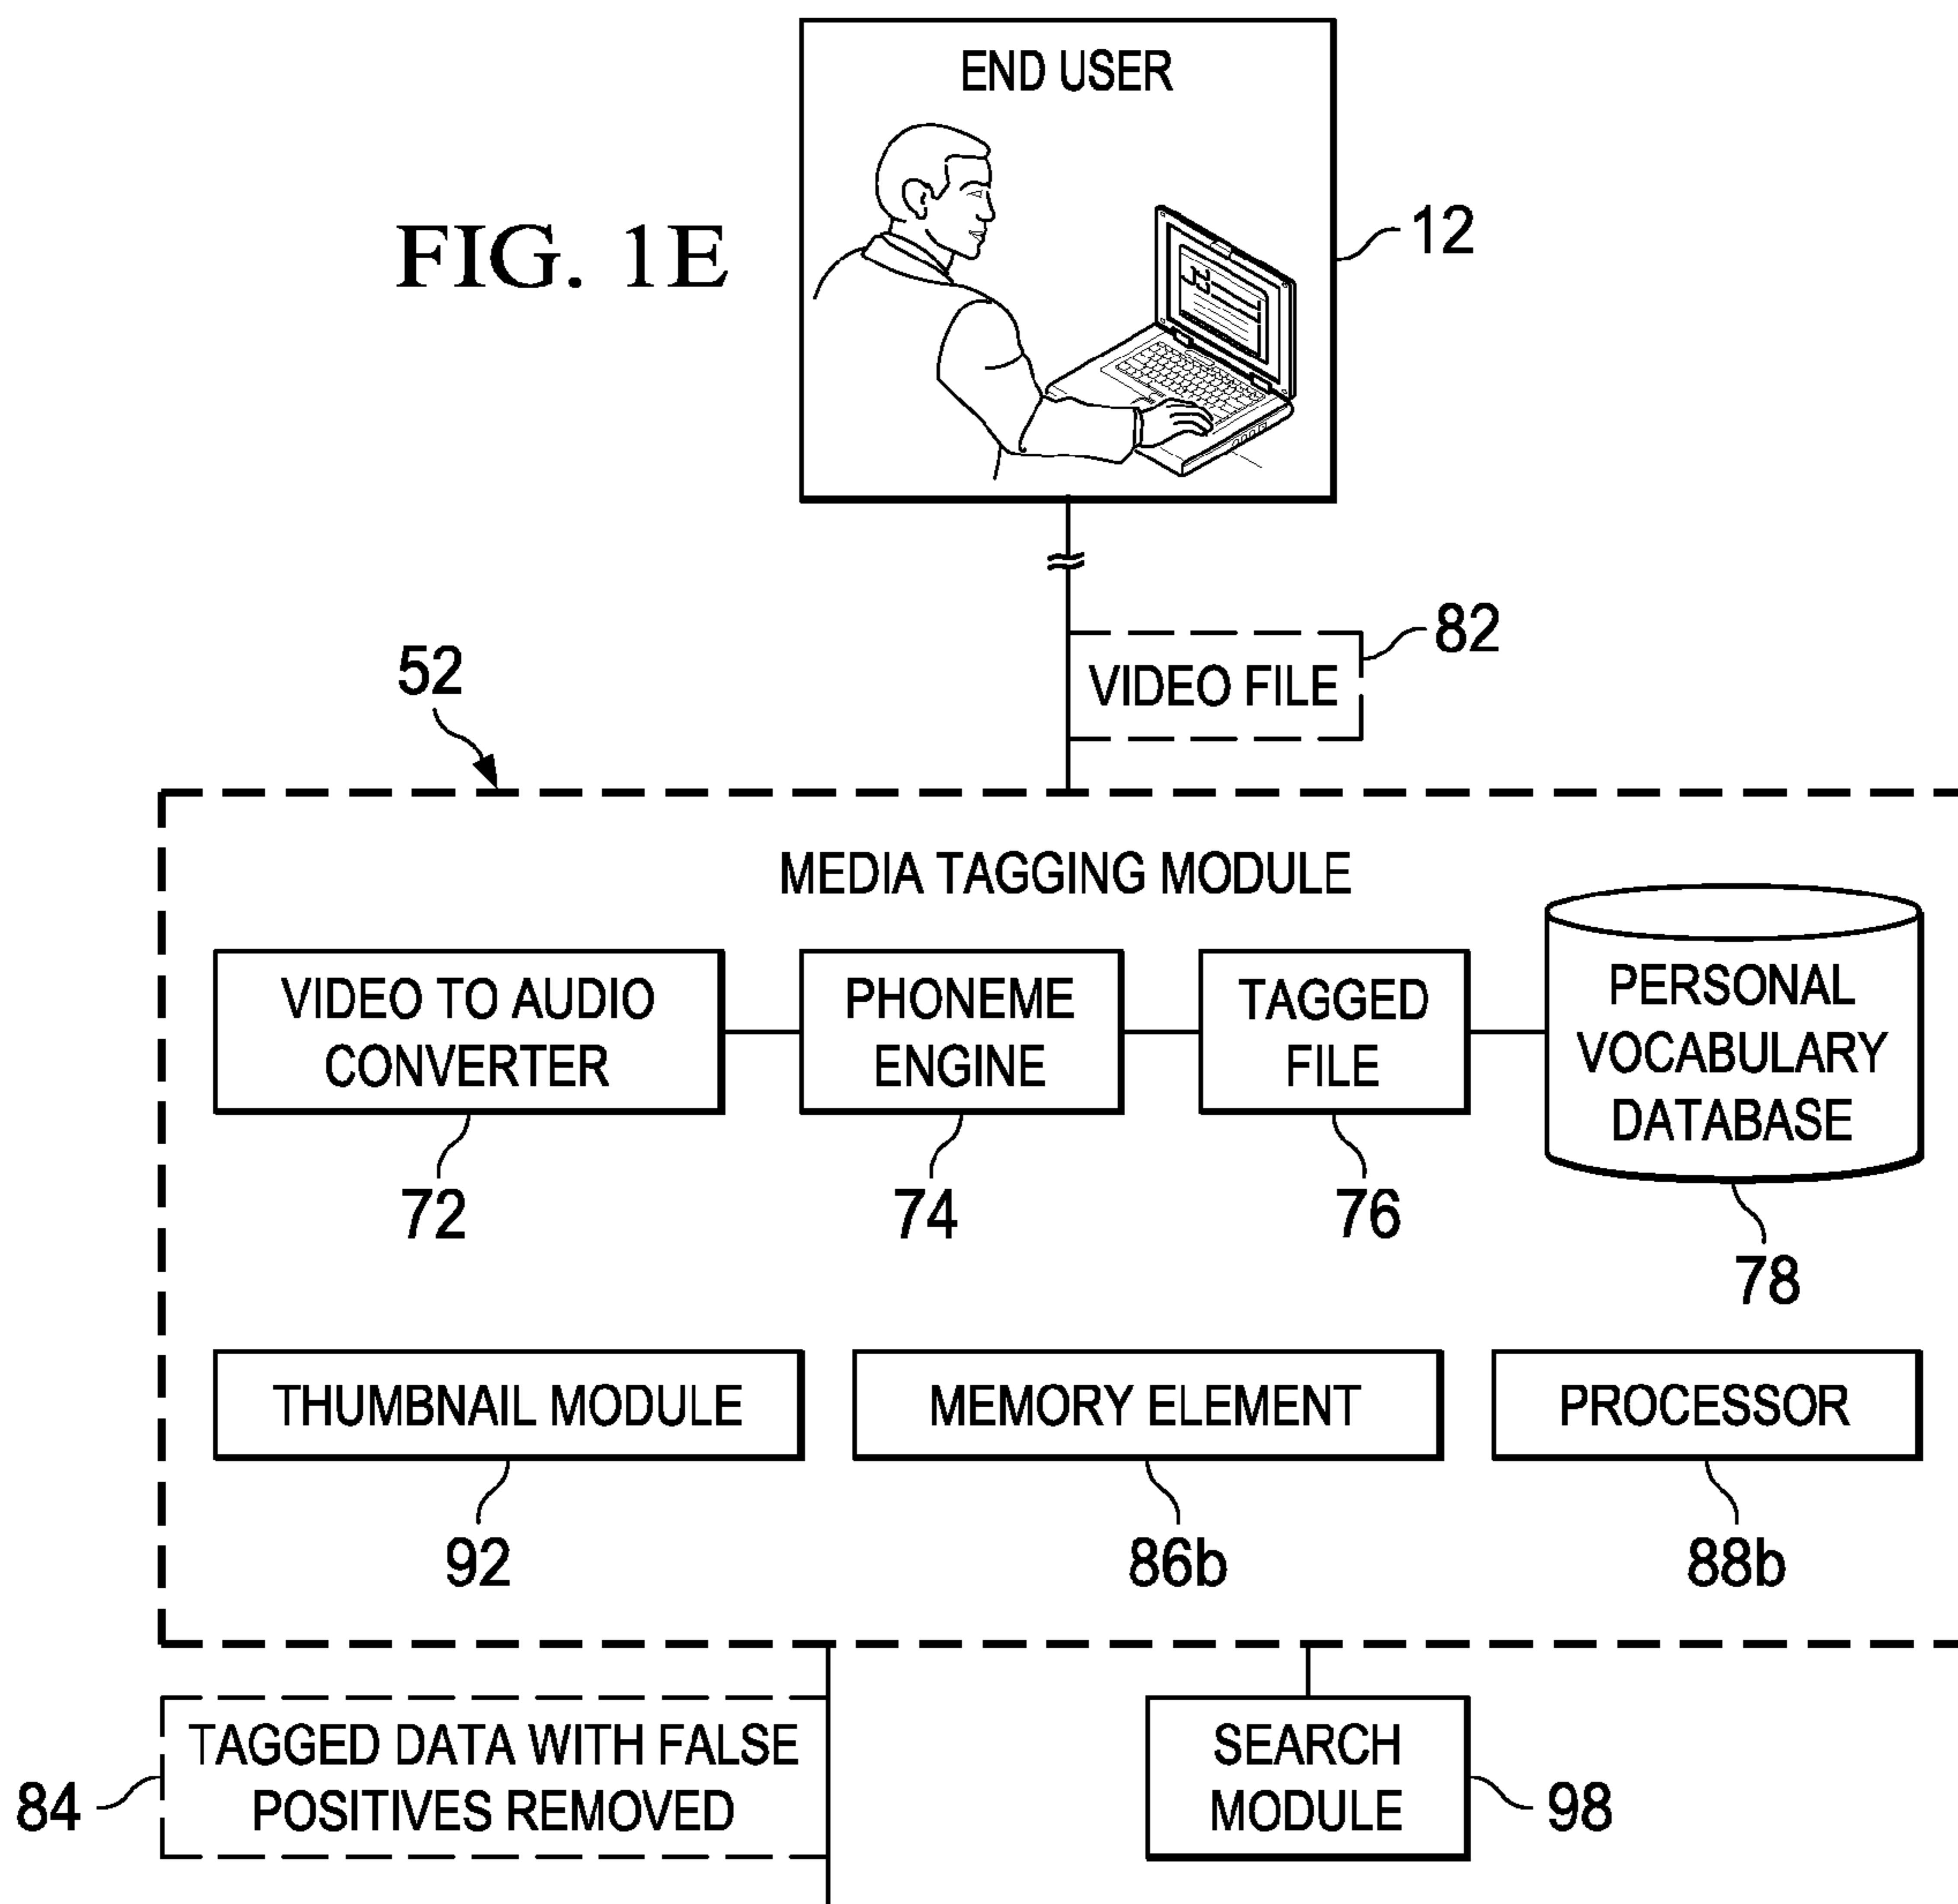 END USER
FIG. 1E
12
82
VIDEO FILE
52
MEDIA TAGGING MODULE
VIDEO TO AUDIO
CONVERTER
PHONEME
ENGINE
TAGGED
FILE
PERSONAL
VOCABULARY
DATABASE
72
74
76
78
THUMBNAIL MODULE
MEMORY ELEMENT
PROCESSOR
92
86b
88b
TAGGED DATA WITH FALSE
POSITIVES REMOVED
84
SEARCH
MODULE
98